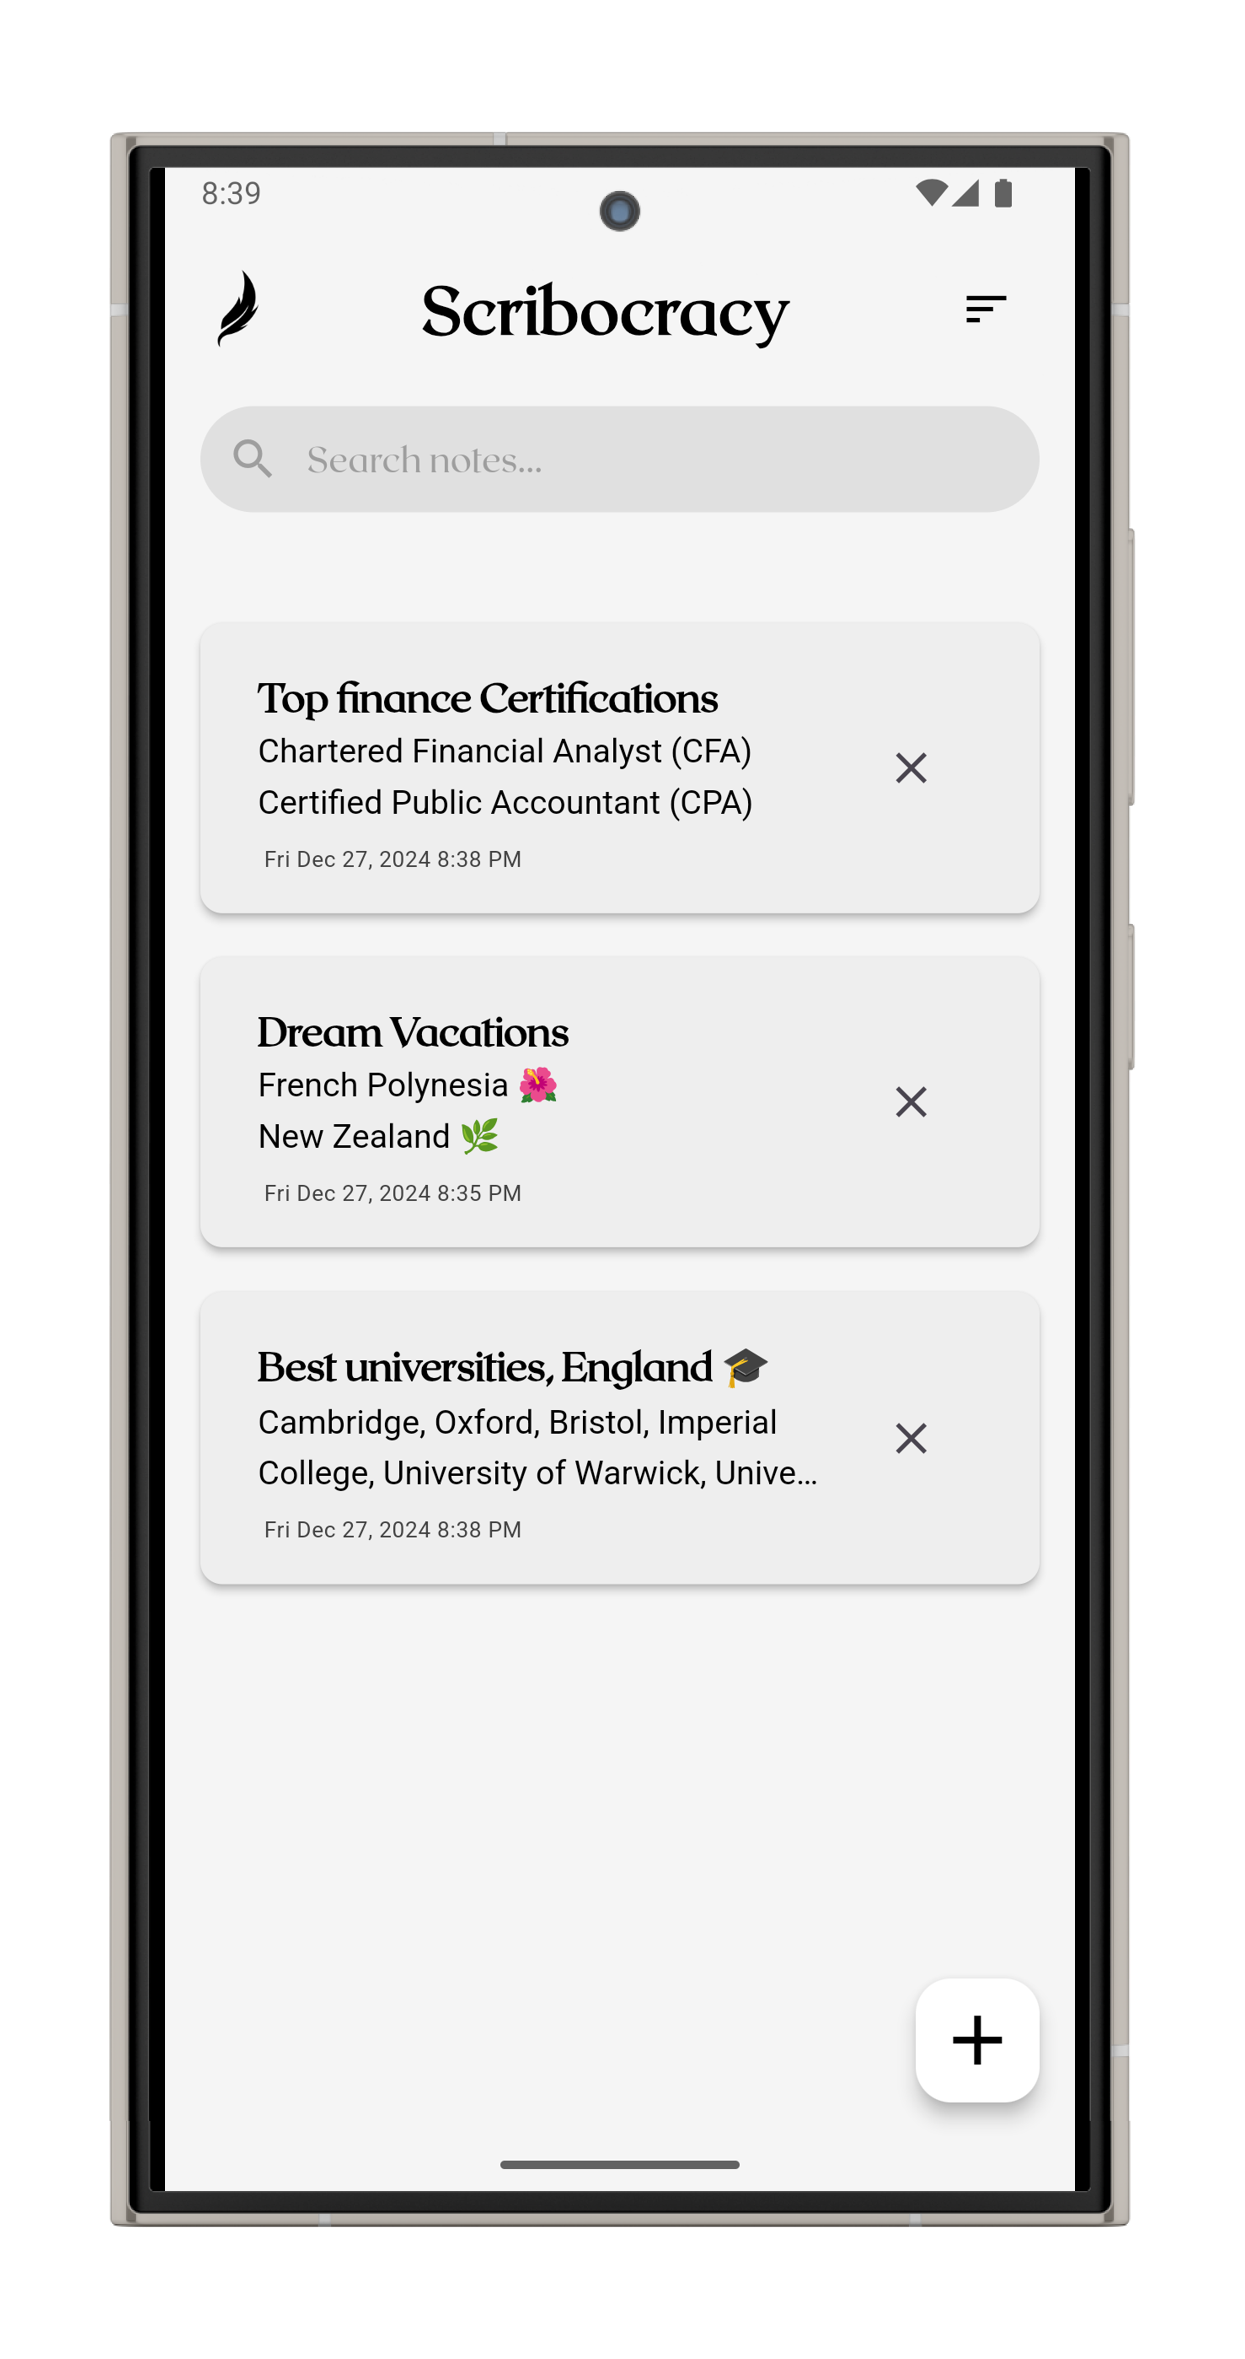 8:39
Scribocracy
Search notes...
Top finance Certifications
Chartered Financial Analyst (CFA)
Certified Public Accountant (CPA)
Fri Dec 27, 2024 8:38 PM
Dream Vacations
French Polynesia 🌺
New Zealand 🌿
Fri Dec 27, 2024 8:35 PM
Best universities, England 🎓
Cambridge, Oxford, Bristol, Imperial
College, University of Warwick, Unive...
Fri Dec 27, 2024 8:38 PM